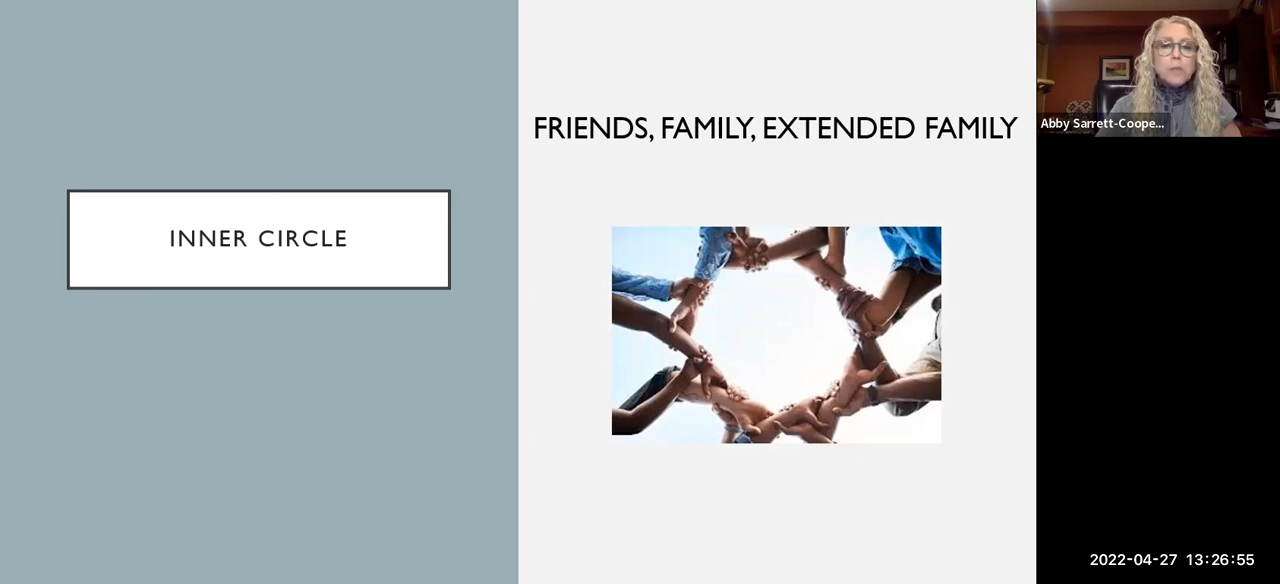 INNER CIRCLE
FRIENDS, FAMILY, EXTENDED FAMILY
Abby Sarrett-Coope...
2022-04-27 13:26:55